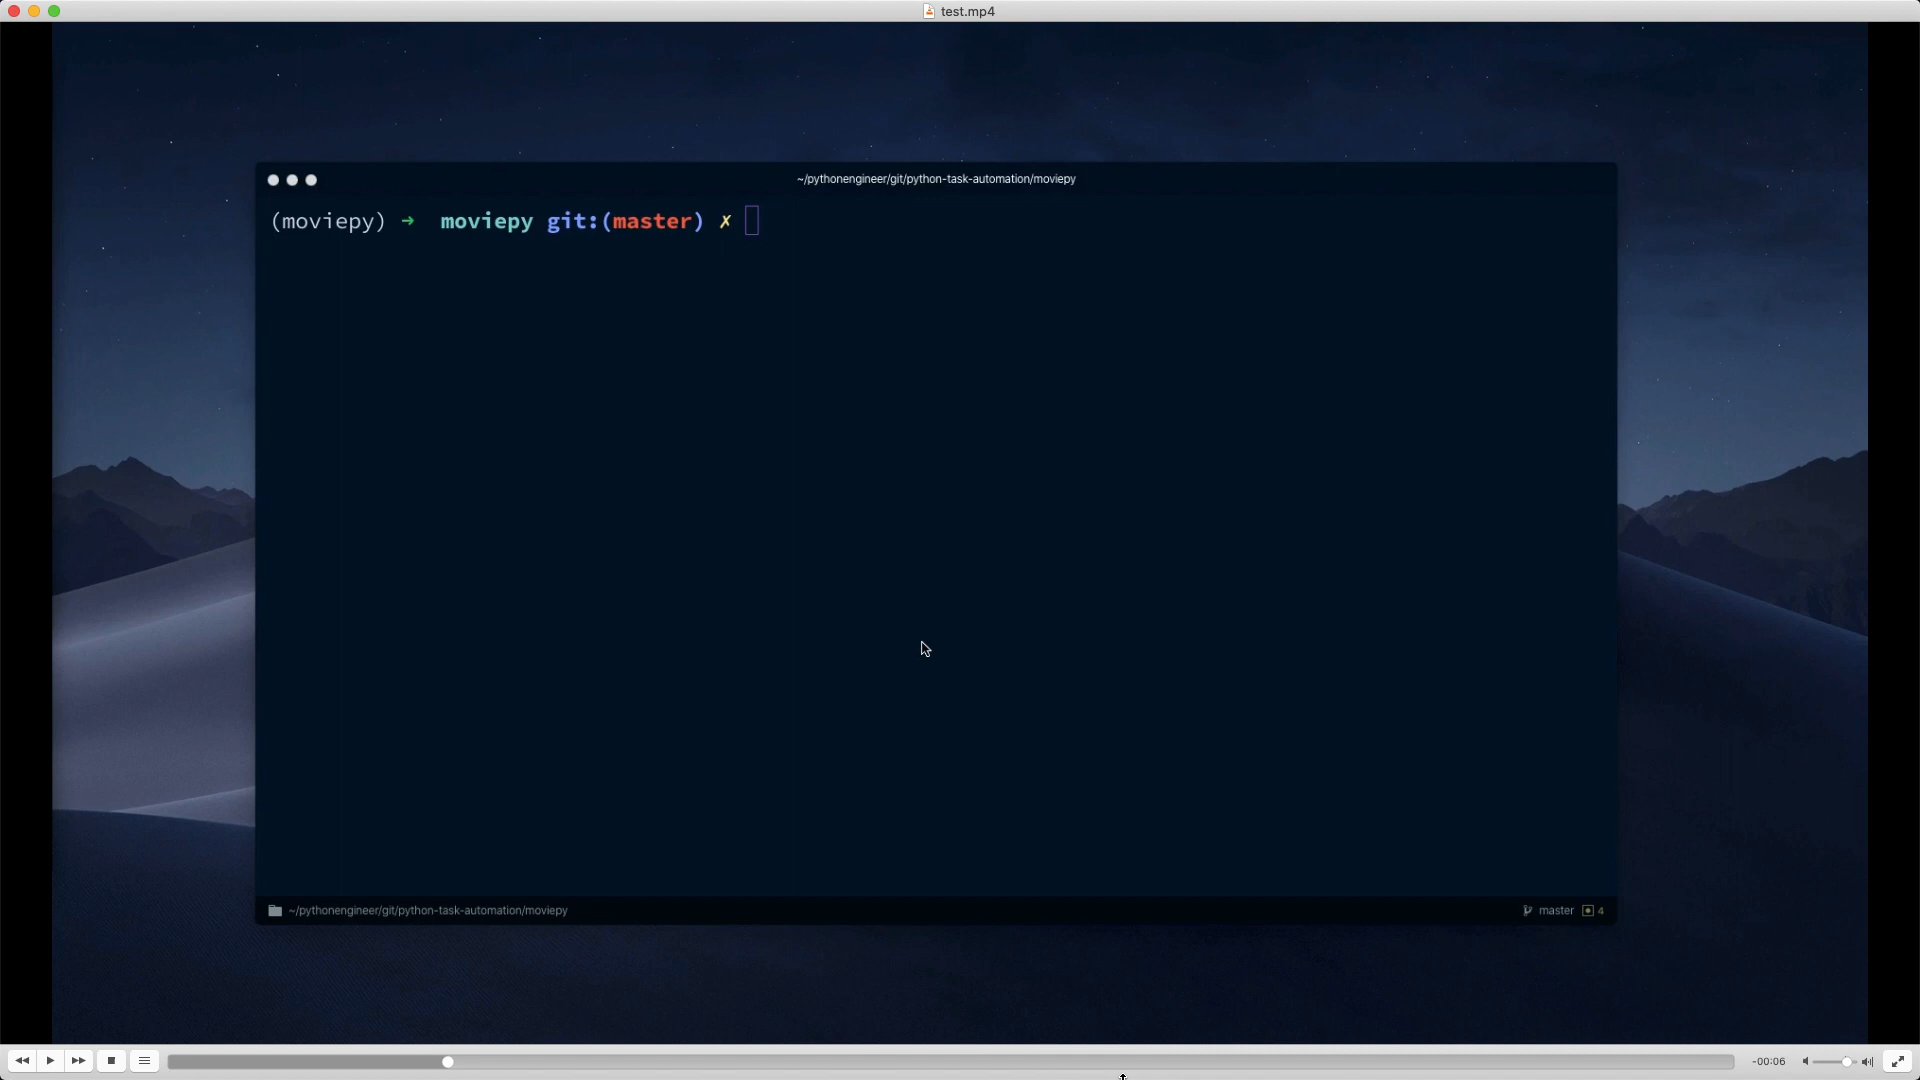 test.mp4
~/pythonengineer/git/python-task-automation/moviepy
(moviepy) ➜ moviepy git:(master) ✗
~/pythonengineer/git/python-task-automation/moviepy
master 4
-00:06